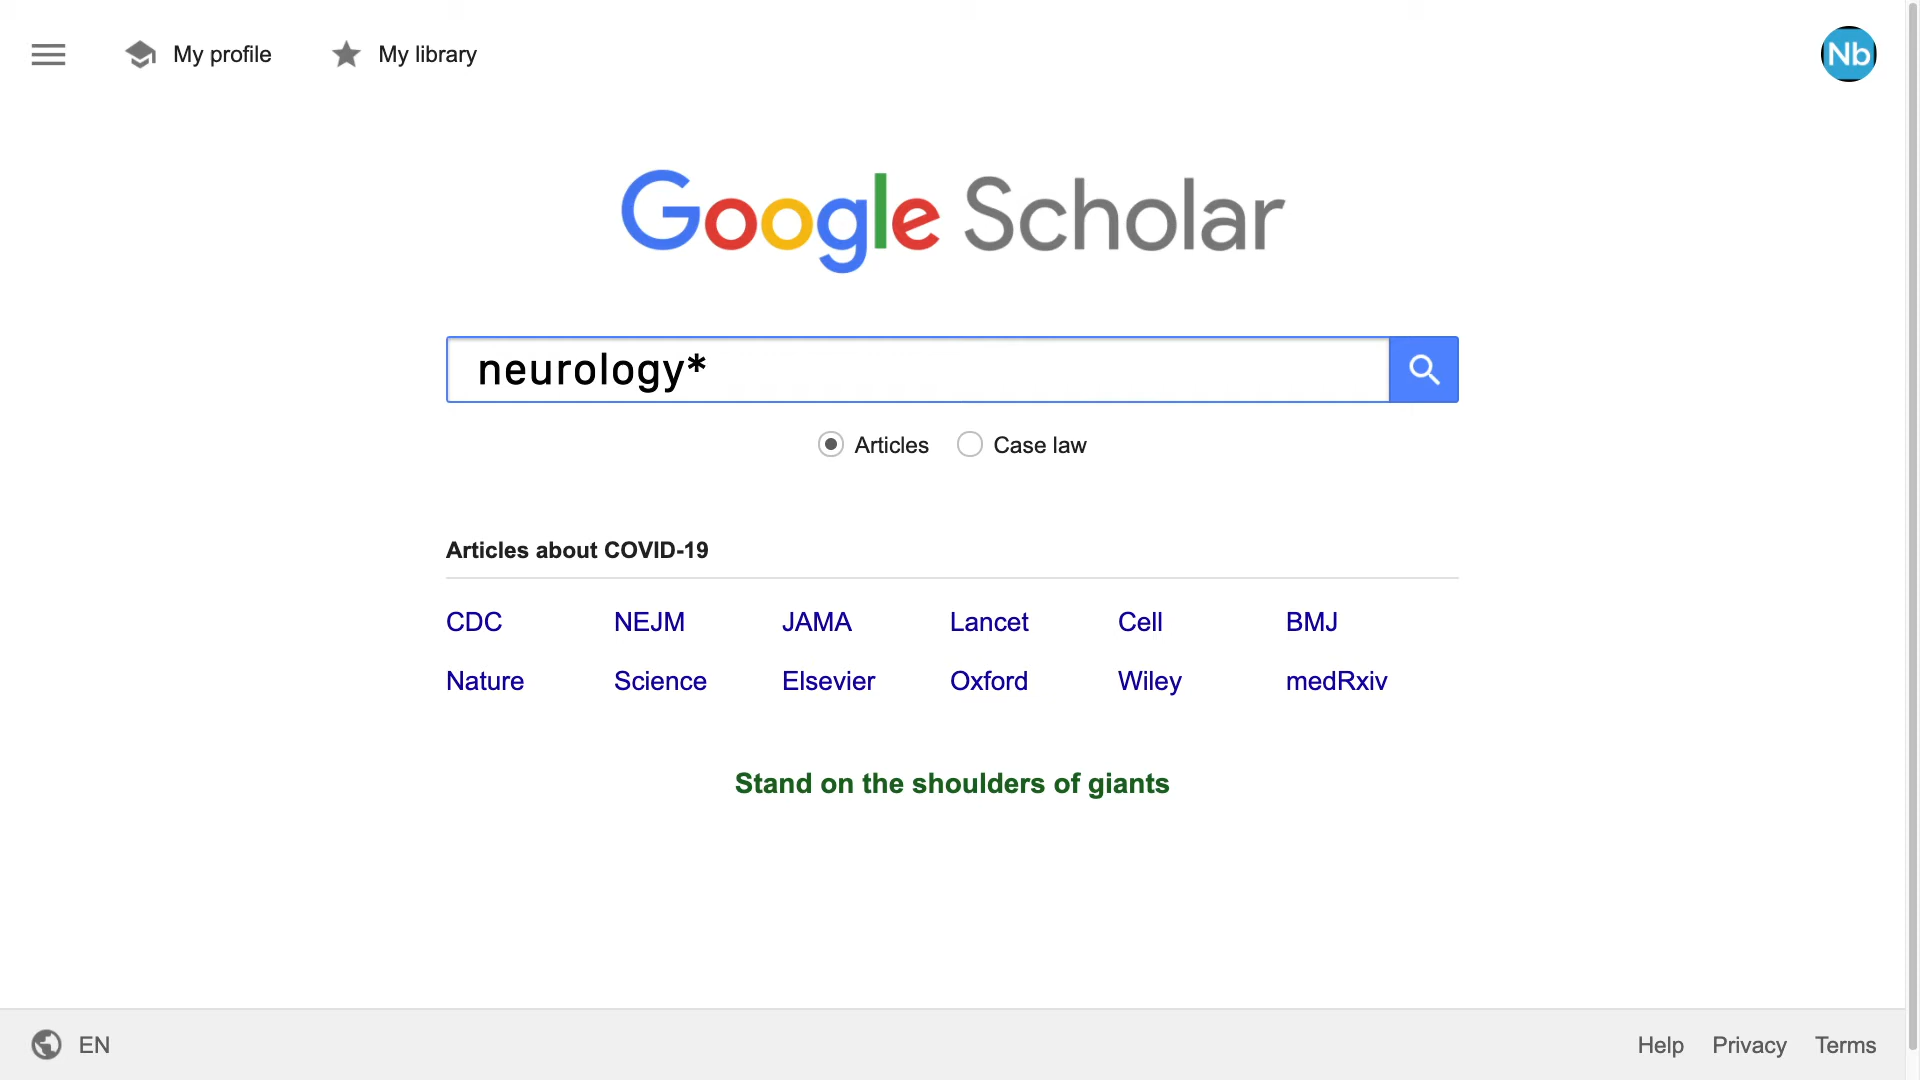 My profile My library Nb
Google Scholar
neurology*
Articles Case law
Articles about COVID-19
CDC NEJM JAMA Lancet Cell BMJ
Nature Science Elsevier Oxford Wiley medRxiv
Stand on the shoulders of giants
EN Help Privacy Terms